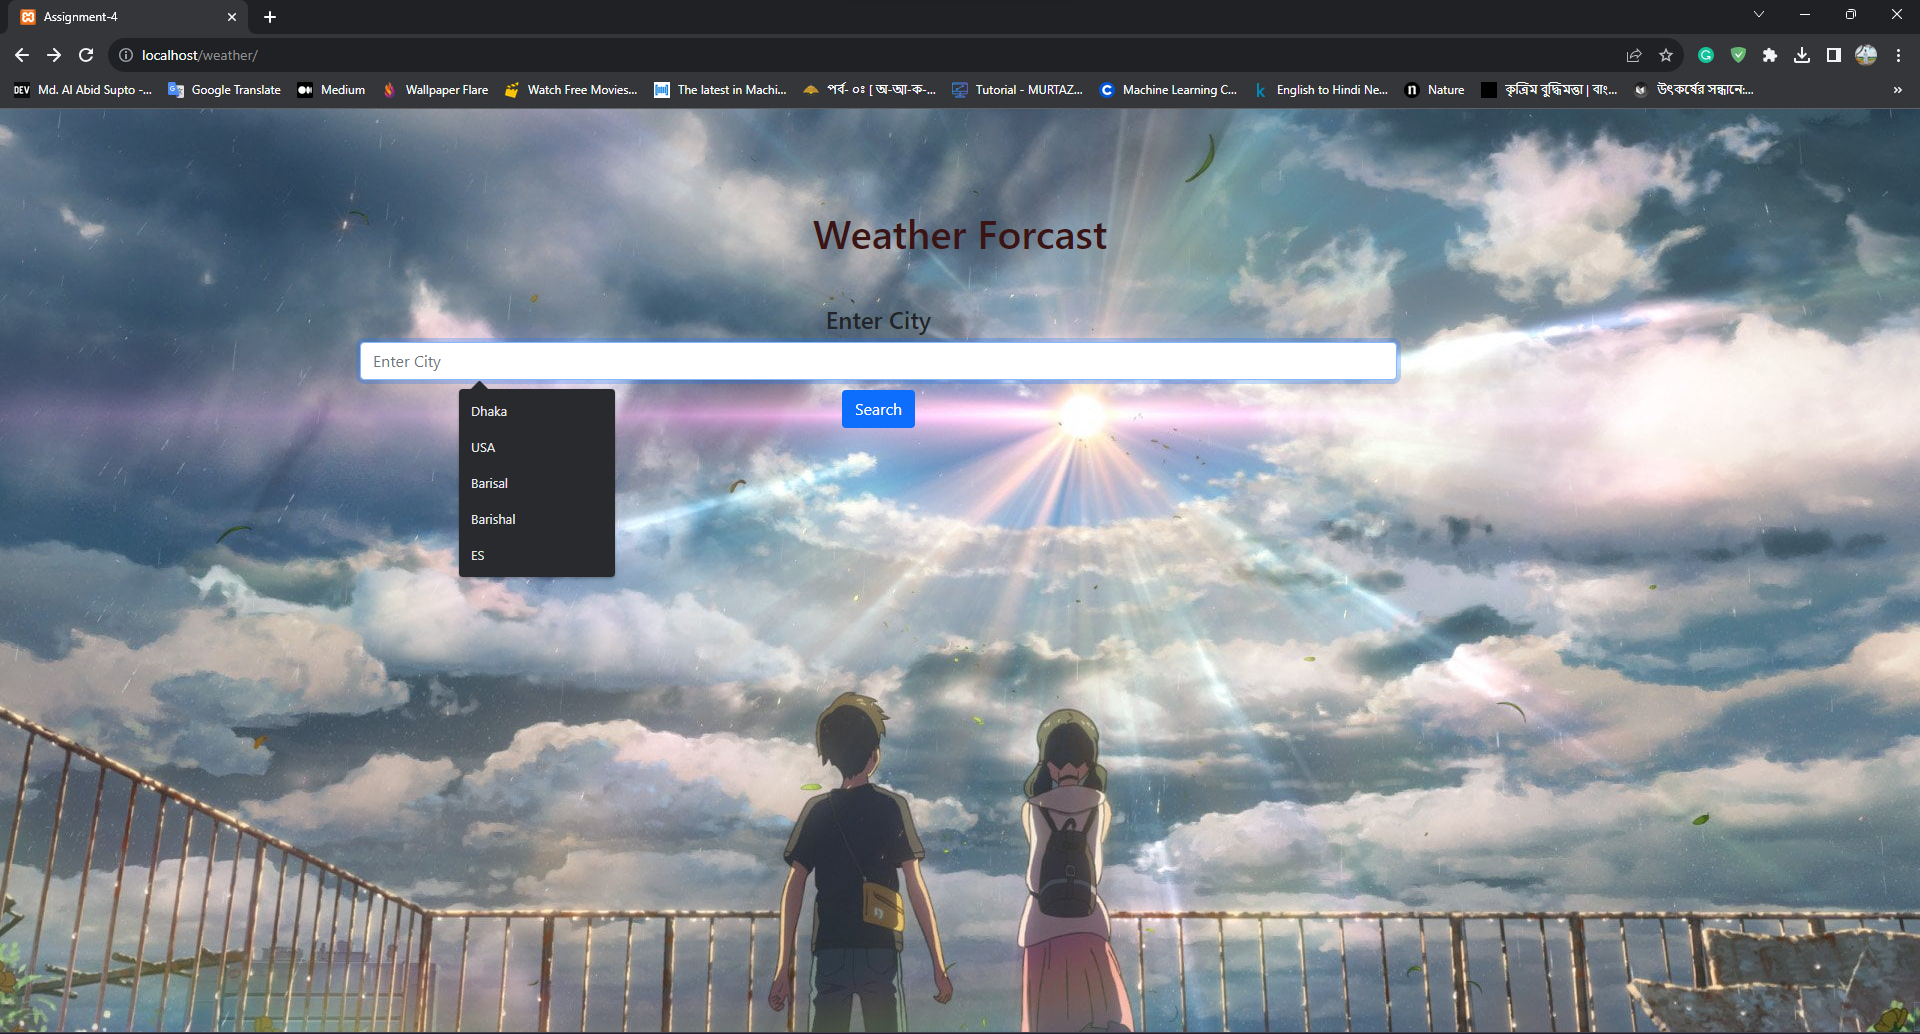 Assignment-4
localhost/weather/
DEV Md. Al Abid Supto -...
Google Translate
Medium
Wallpaper Flare
Watch Free Movies...
The latest in Machi...
পর্ব- ০ঃ [ অ-আ-ক-...
Tutorial - MURTAZ...
Machine Learning C...
English to Hindi Ne...
Nature
কৃত্রিম বুদ্ধিমত্তা | বাং...
উৎকর্ষের সন্ধানে:...
Weather Forcast
Enter City
Enter City
Search
Dhaka
USA
Barisal
Barishal
ES